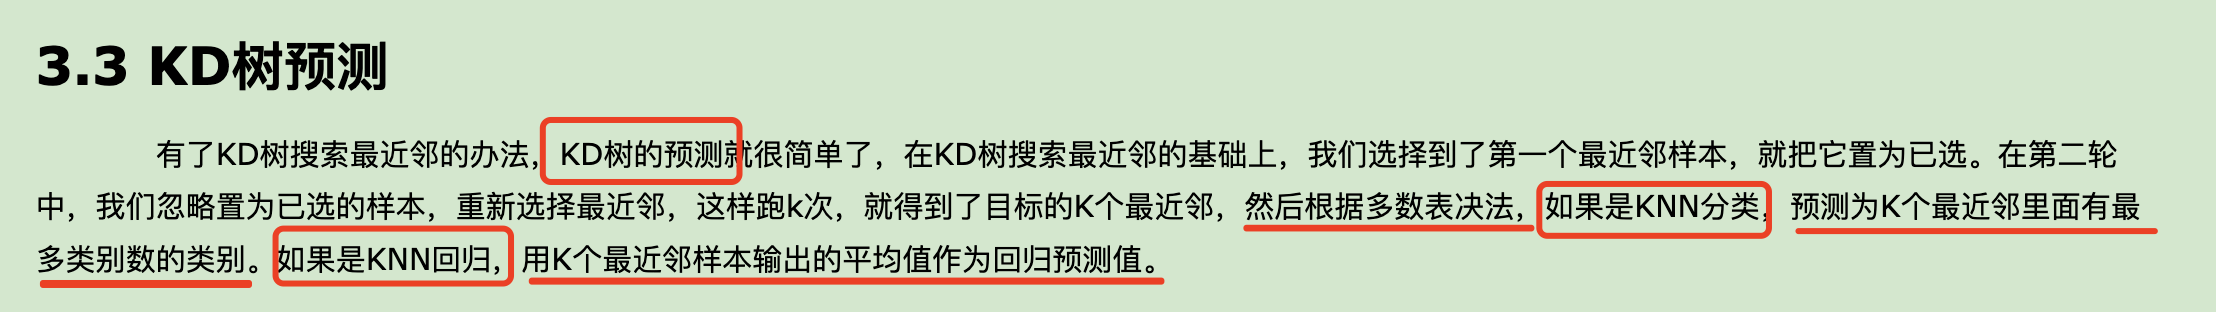 3.3 KD树预测
有了KD树搜索最近邻的办法，KD树的预测就很简单了，在KD树搜索最近邻的基础上，我们选择到了第一个最近邻样本，就把它置为已选。在第二轮
中，我们忽略置为已选的样本，重新选择最近邻，这样跑k次，就得到了目标的K个最近邻，然后根据多数表决法，如果是KNN分类，预测为K个最近邻里面有最
多类别数的类别。如果是KNN回归，用K个最近邻样本输出的平均值作为回归预测值。